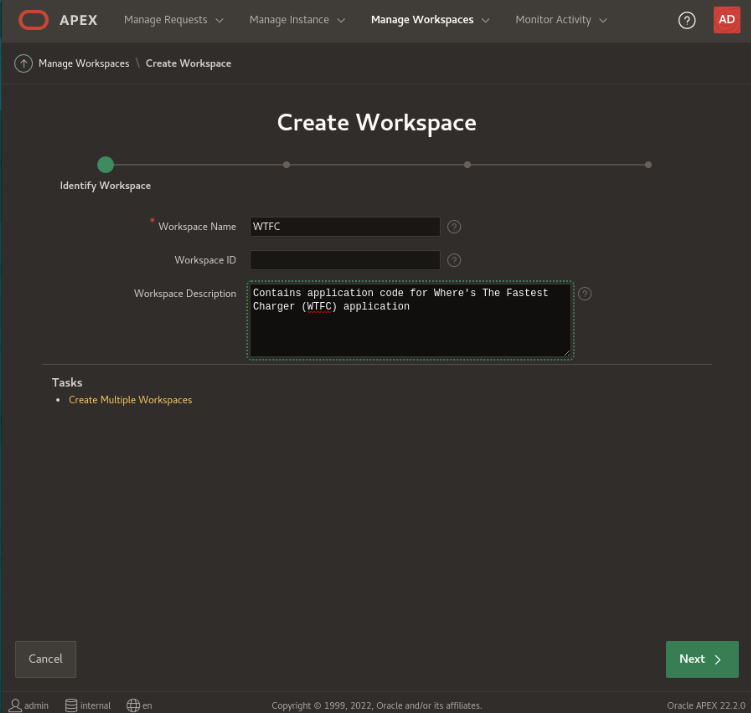 APEX Manage Requests Manage Instance Manage Workspaces Monitor Activity ? AD
Manage Workspaces \ Create Workspace
Create Workspace
Identify Workspace
* Workspace Name WTFC ?
Workspace ID ?
Workspace Description Contains application code for Where's The Fastest ?
Charger (WTFC) application
Tasks
• Create Multiple Workspaces
Cancel Next
admin internal en Copyright © 1999, 2022, Oracle and/or its affiliates. Oracle APEX 22.2.0